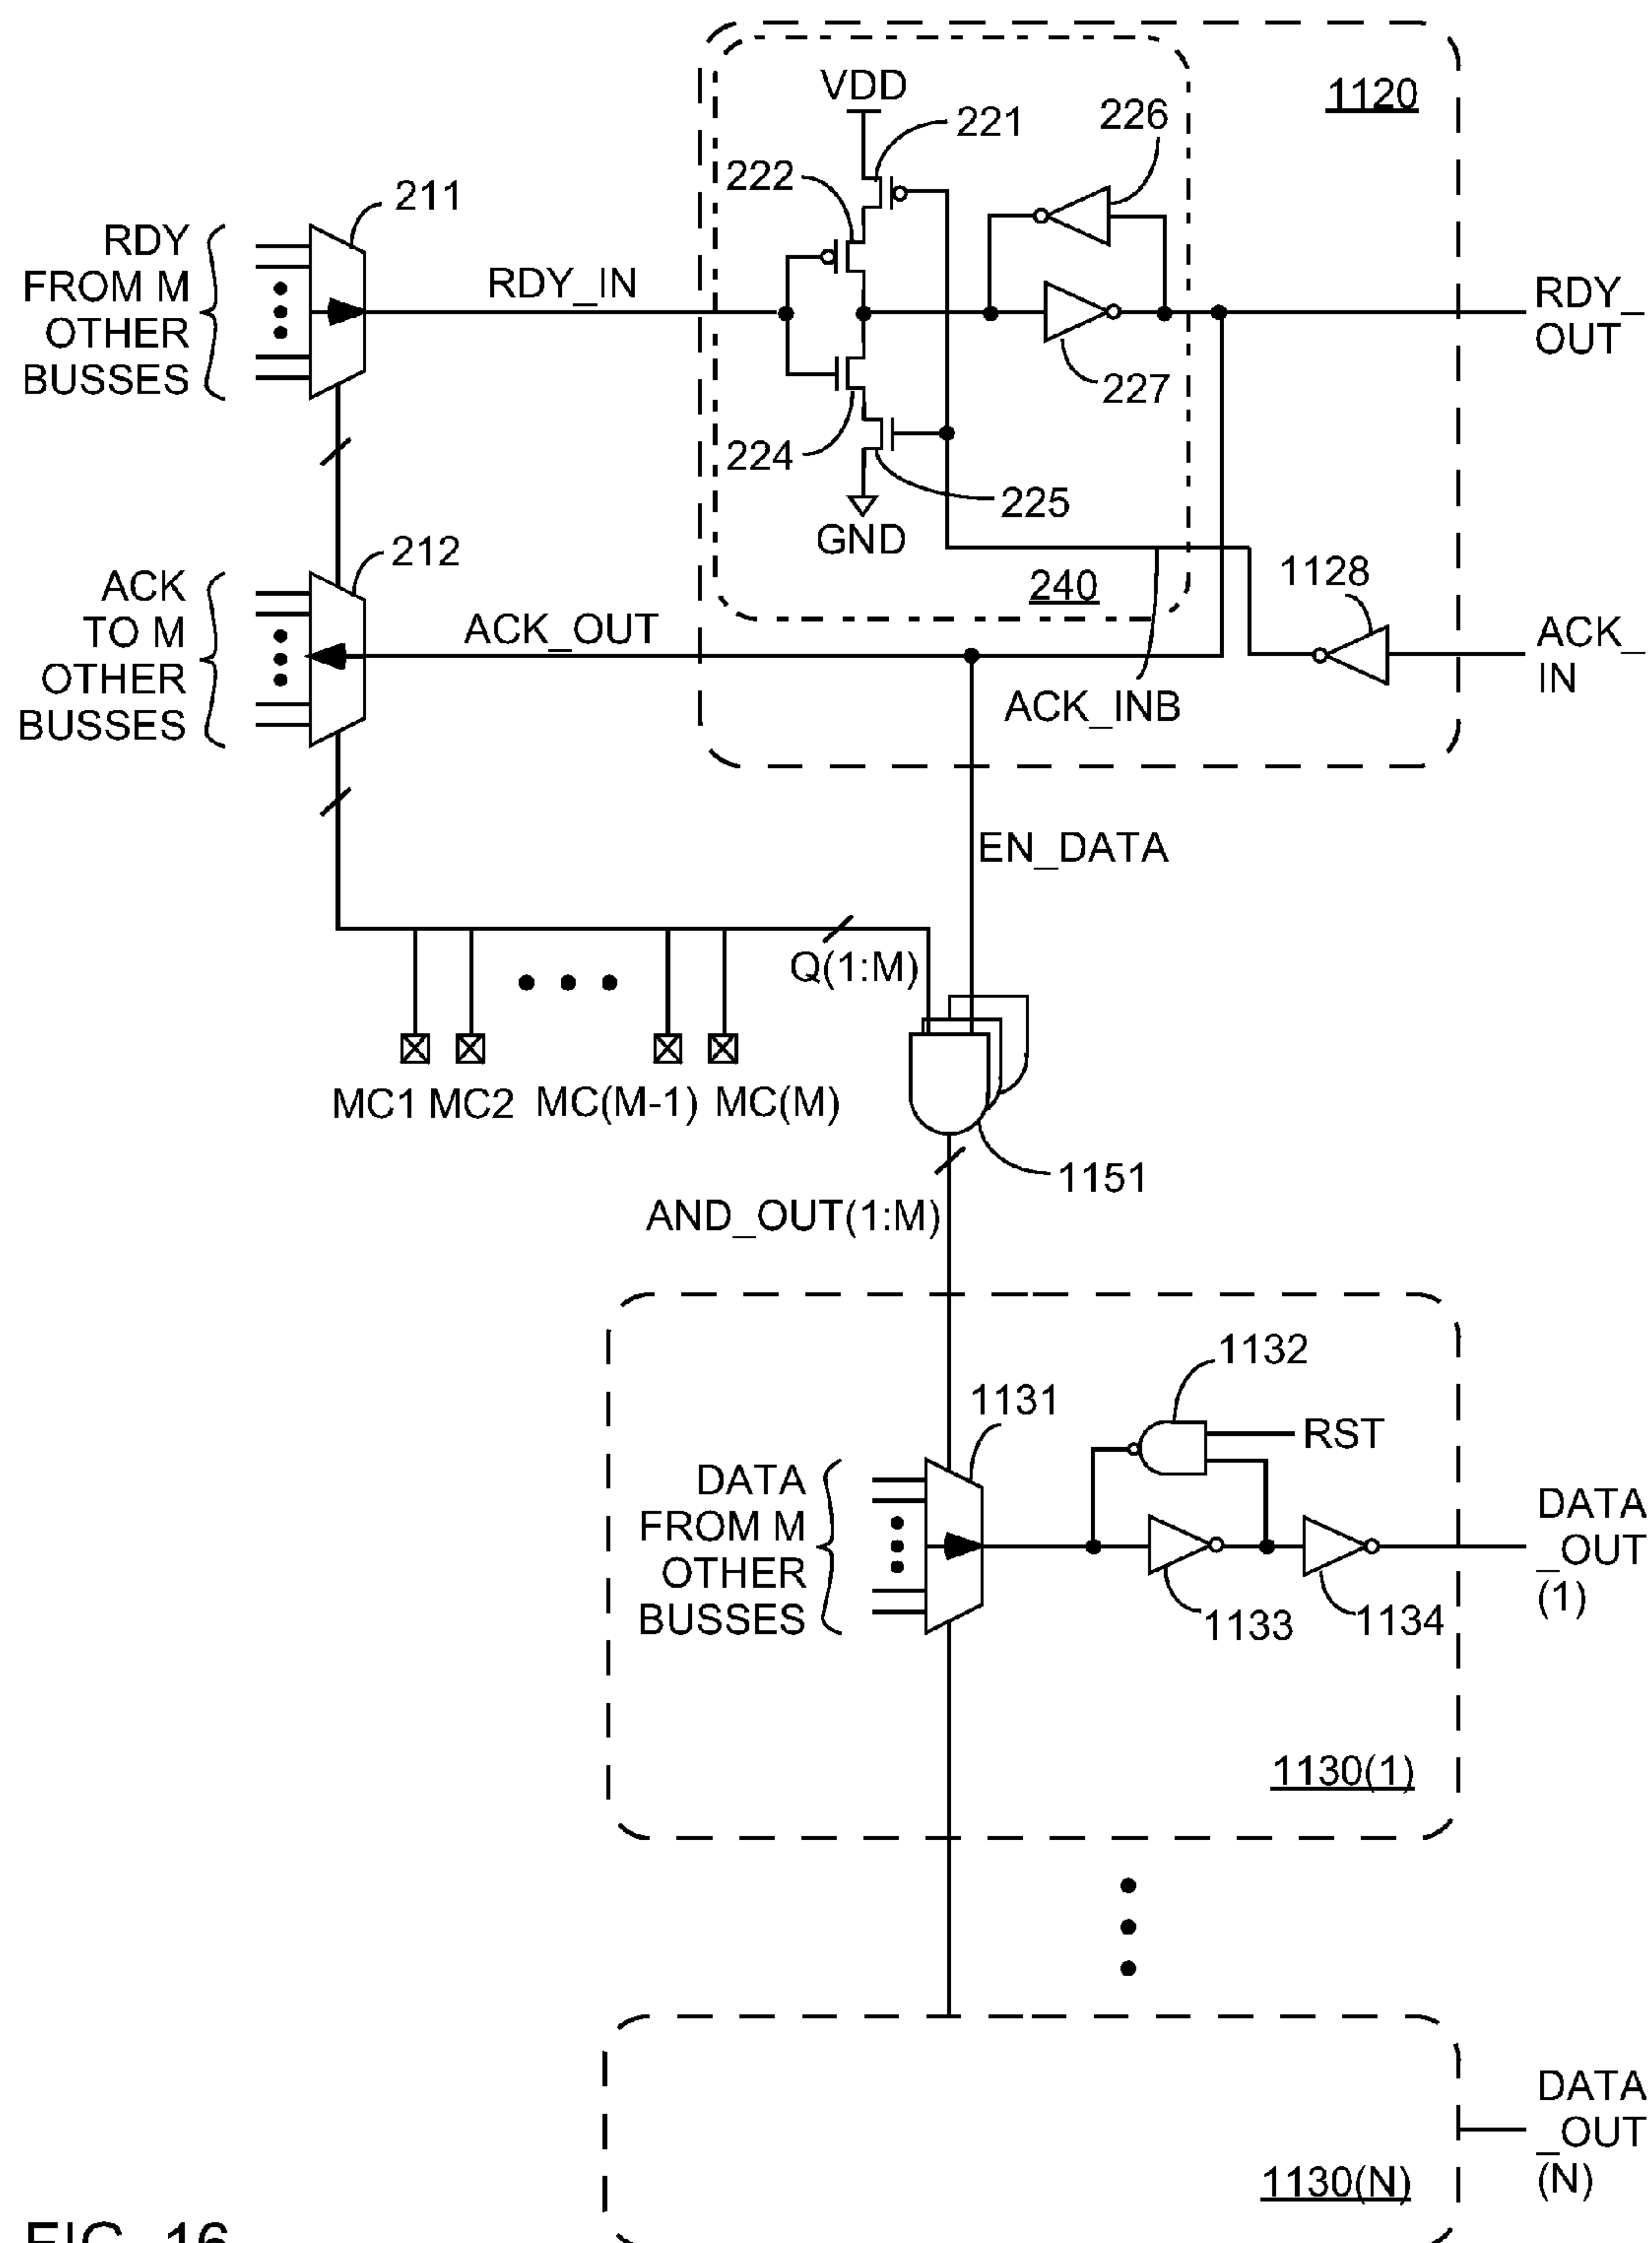 VDD
1120
221
226
222
211
RDY
FROM M
OTHER
BUSSES
RDY_IN
RDY_
OUT
227
224
225
GND
212
240
1128
ACK
TO M
OTHER
BUSSES
ACK_OUT
ACK_
IN
ACK_INB
EN_DATA
Q(1:M)
MC1 MC2 MC(M-1) MC(M)
1151
AND_OUT(1:M)
1132
1131
RST
DATA
FROM M
OTHER
BUSSES
DATA
_OUT
(1)
1133
1134
1130(1)
DATA
_OUT
(N)
1130(N)
FIG. 16